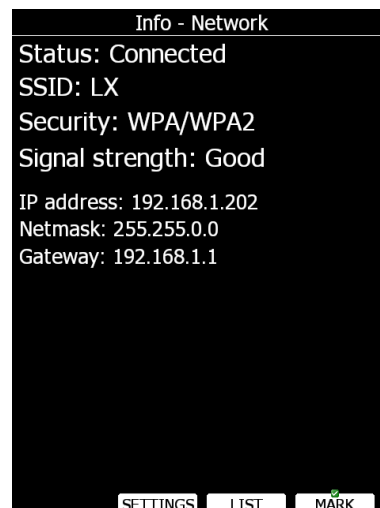 Info - Network
Status: Connected
SSID: LX
Security: WPA/WPA2
Signal strength: Good
IP address: 192.168.1.202
Netmask: 255.255.0.0
Gateway: 192.168.1.1
SETTINGS LIST MARK